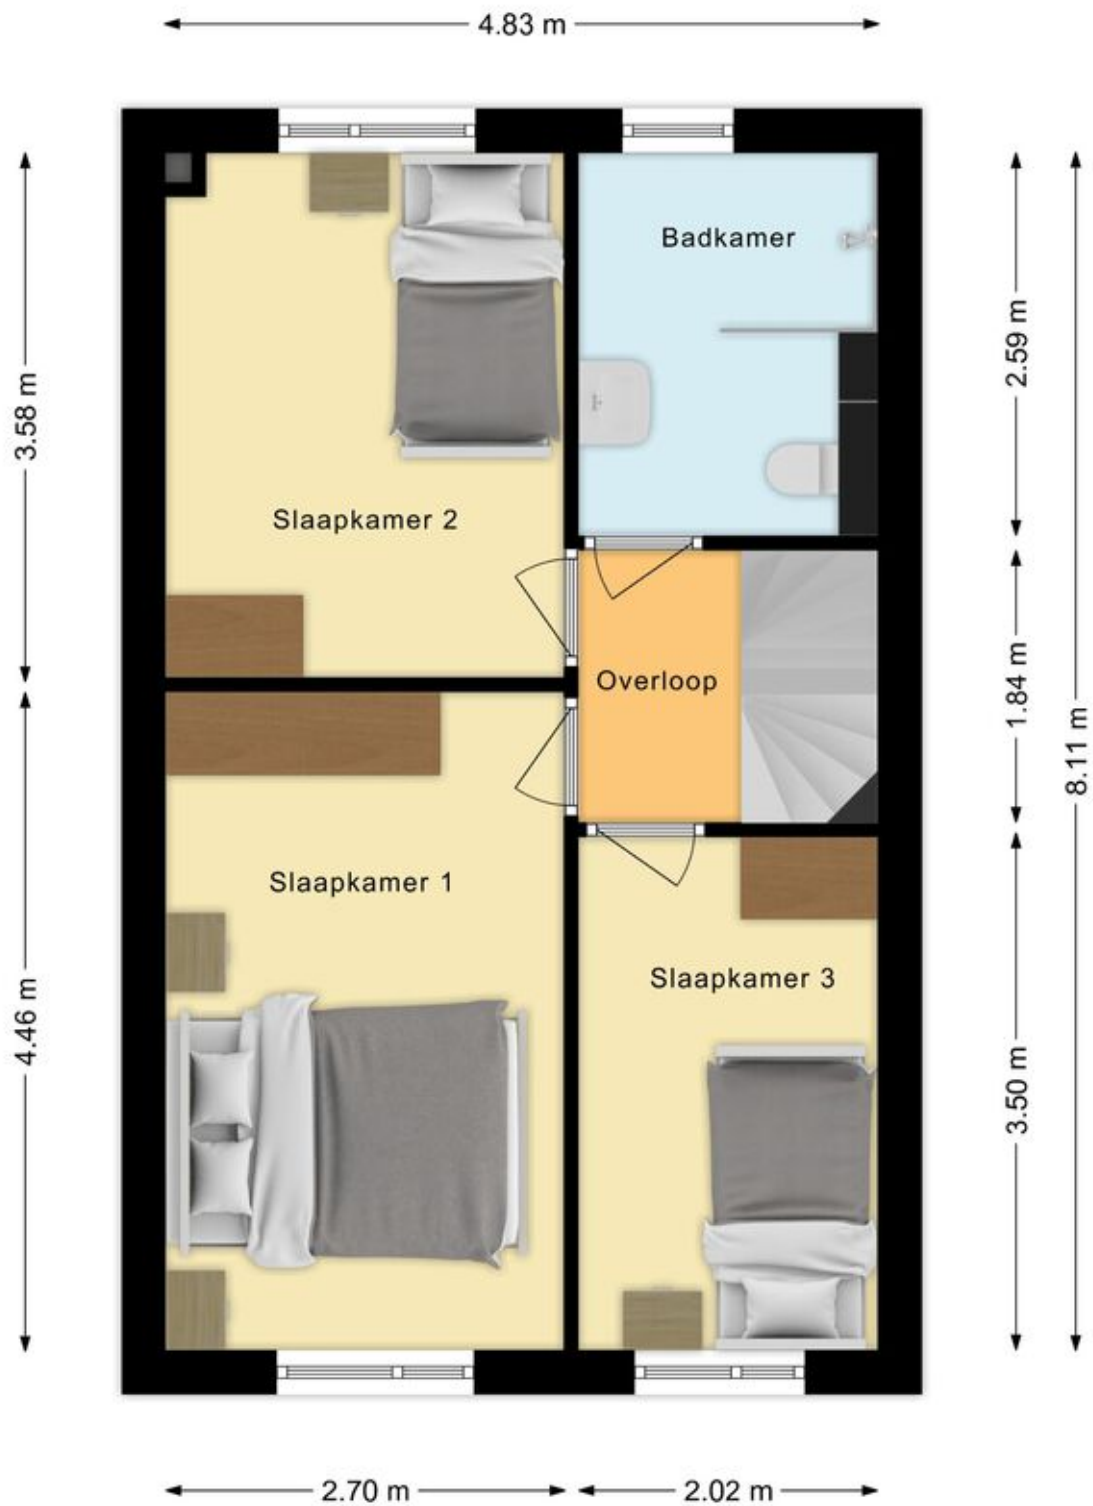 4.83 m
Badkamer
2.59 m
3.58 m
Slaapkamer 2
Overloop
1.84 m
8.11 m
Slaapkamer 1
Slaapkamer 3
4.46 m
3.50 m
2.70 m
2.02 m